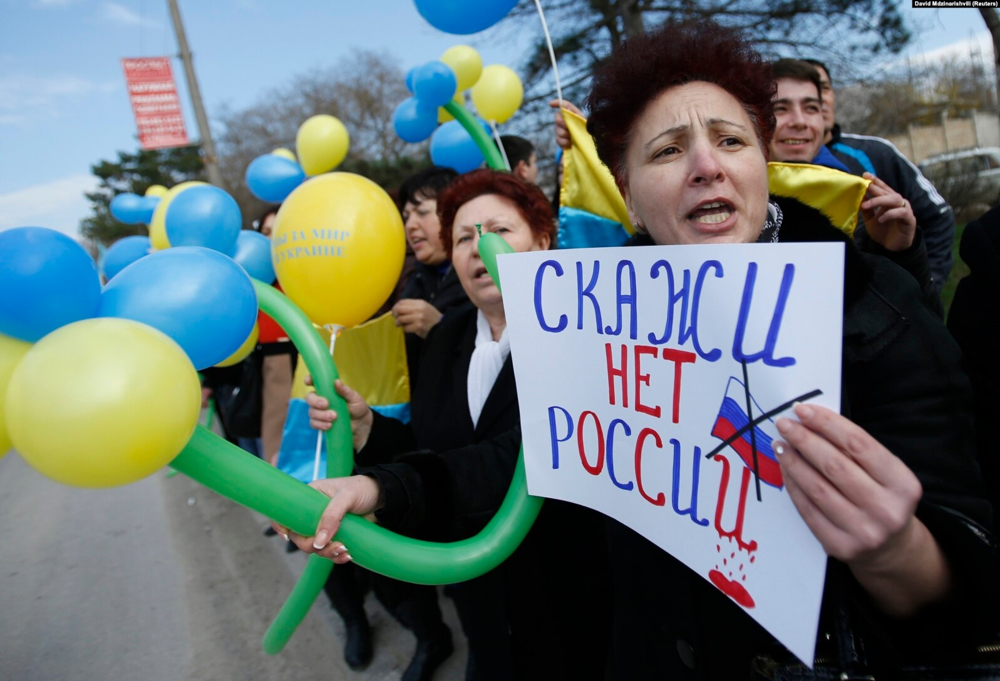 David Mdzinarishvili (Reuters)
МЫ ЗА МИР
УКРАИНЕ
СКАЖИ
НЕТ
РОССИИ